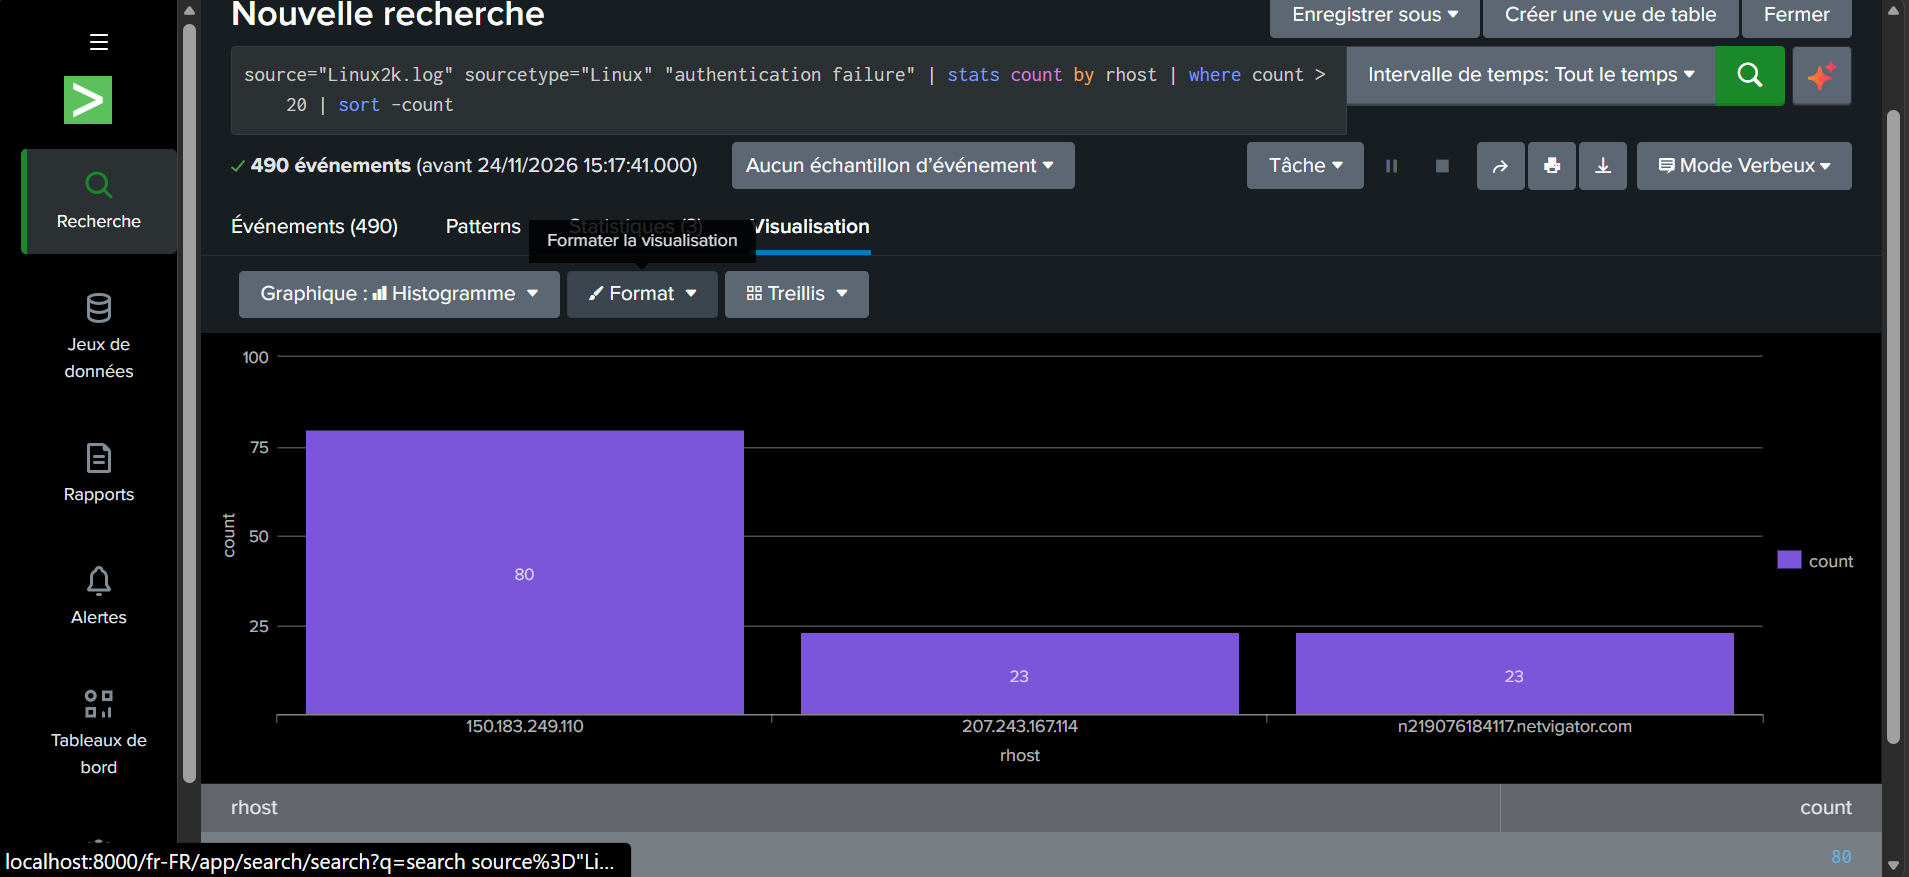 Nouvelle recherche
Enregistrer sous
Créer une vue de table
Fermer
source="Linux2k.log" sourcetype="Linux" "authentication failure" | stats count by rhost | where count >
20 | sort -count
Intervalle de temps: Tout le temps
490 événements (avant 24/11/2026 15:17:41.000)
Aucun échantillon d’événement
Tâche
Mode Verbeux
Événements (490)
Patterns
Statistiques (3)
Visualisation
Formater la visualisation
Graphique : Histogramme
Format
Treillis
Recherche
Jeux de
données
Rapports
Alertes
Tableaux de
bord
100
75
50
25
count
80
23
23
150.183.249.110
207.243.167.114
n219076184117.netvigator.com
rhost
count
rhost
count
80
localhost:8000/fr-FR/app/search/search?q=search source%3D"Li...